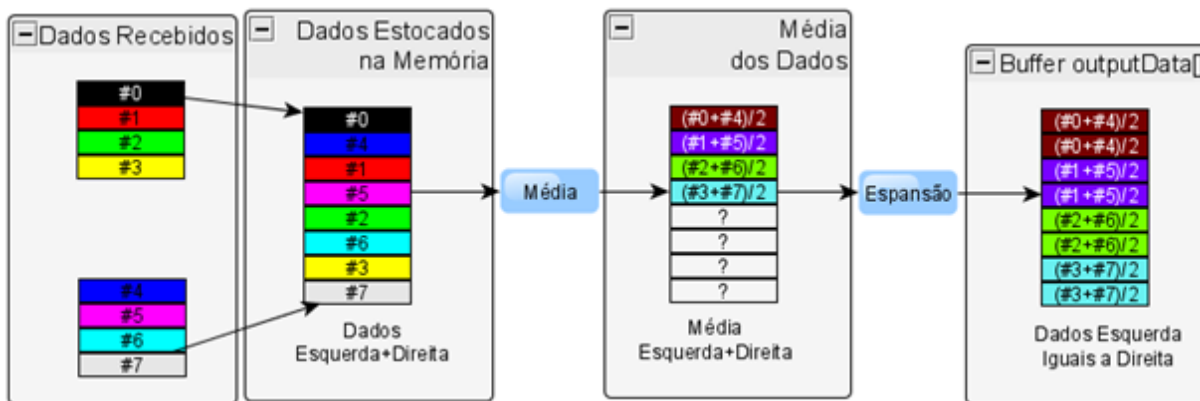 Dados Recebidos
#0
#1
#2
#3
#4
#5
#6
#7
Dados Estocados
na Memória
#0
#4
#1
#5
#2
#6
#3
#7
Dados
Esquerda+Direita
Média
Média
dos Dados
(#0+#4)/2
(#1+#5)/2
(#2+#6)/2
(#3+#7)/2
?
?
?
?
Média
Esquerda+Direita
Espansão
Buffer outputData[
(#0+#4)/2
(#0+#4)/2
(#1+#5)/2
(#1+#5)/2
(#2+#6)/2
(#2+#6)/2
(#3+#7)/2
(#3+#7)/2
Dados Esquerda
Iguais a Direita